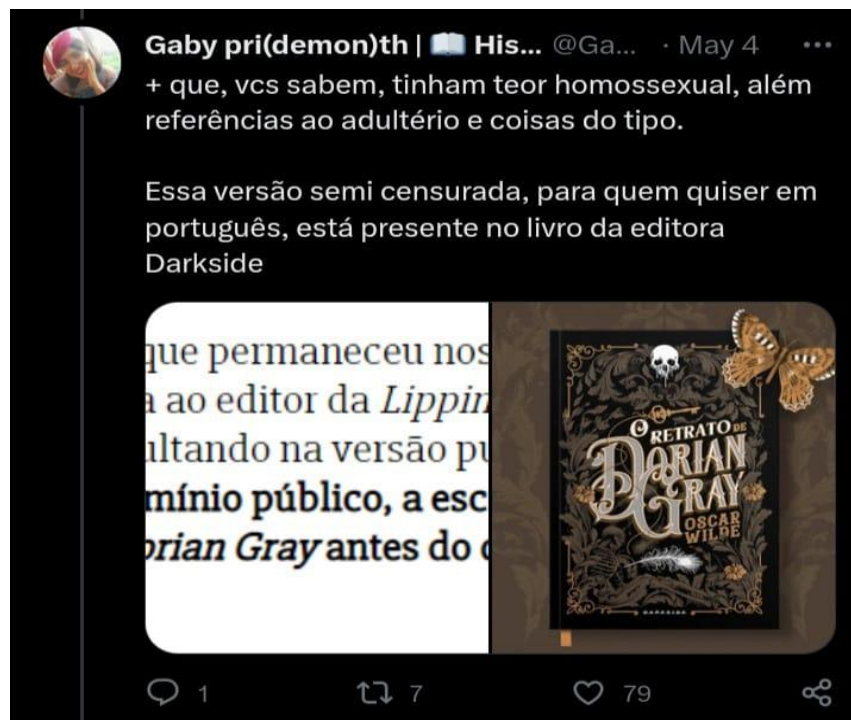 Gaby pri(demon)th | 📖 His... @Ga... · May 4
+ que, vcs sabem, tinham teor homossexual, além
referências ao adultério e coisas do tipo.
Essa versão semi censurada, para quem quiser em
português, está presente no livro da editora
Darkside
que permaneceu nos
a ao editor da Lippin
ultando na versão pu
mínio público, a esc
orian Gray antes do
O RETRATO DE
DORIAN
GRAY
OSCAR
WILDE
DARKSIDE
1 7 79